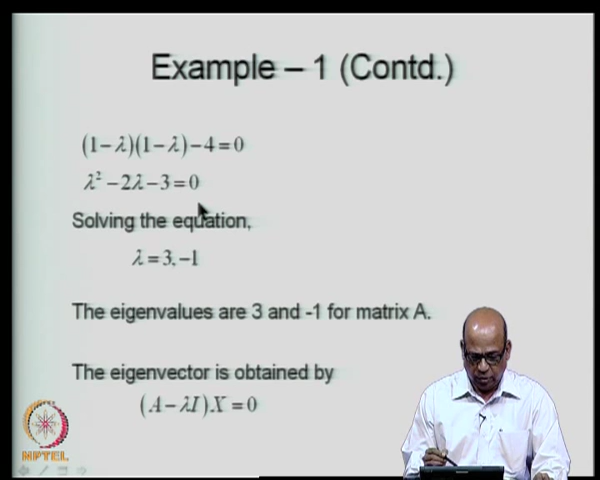 Example – 1 (Contd.)
(1−λ)(1−λ)−4=0
λ² −2λ−3=0
Solving the equation,
λ = 3,−1
The eigenvalues are 3 and -1 for matrix A.
The eigenvector is obtained by
(A−λI)X = 0
NPTEL